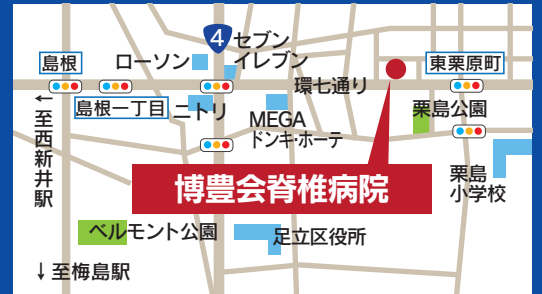 4
セブン
イレブン
ローソン
島根
東栗原町
環七通り
島根一丁目
ニトリ
MEGA
ドンキ・ホーテ
栗島公園
←至西新井駅
博豊会脊椎病院
栗島
小学校
ベルモント公園
足立区役所
↓至梅島駅